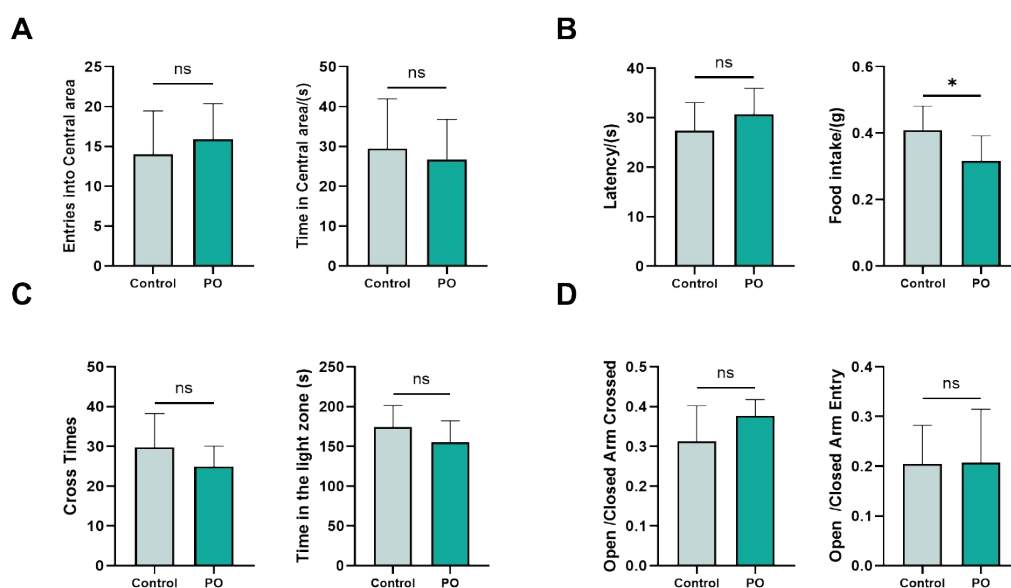 A
Entries into Central area
25
20
15
10
5
0
ns
Control PO
Time in Central area/(s)
50
40
30
20
10
0
ns
Control PO
B
Latency/(s)
40
30
20
10
0
ns
Control PO
Food intake/(g)
0.6
0.4
0.2
0.0
*
Control PO
C
Cross Times
50
40
30
20
10
0
ns
Control PO
Time in the light zone (s)
250
200
150
100
50
0
ns
Control PO
D
Open /Closed Arm Crossed
0.5
0.4
0.3
0.2
0.1
0.0
ns
Control PO
Open /Closed Arm Entry
0.4
0.3
0.2
0.1
0.0
ns
Control PO